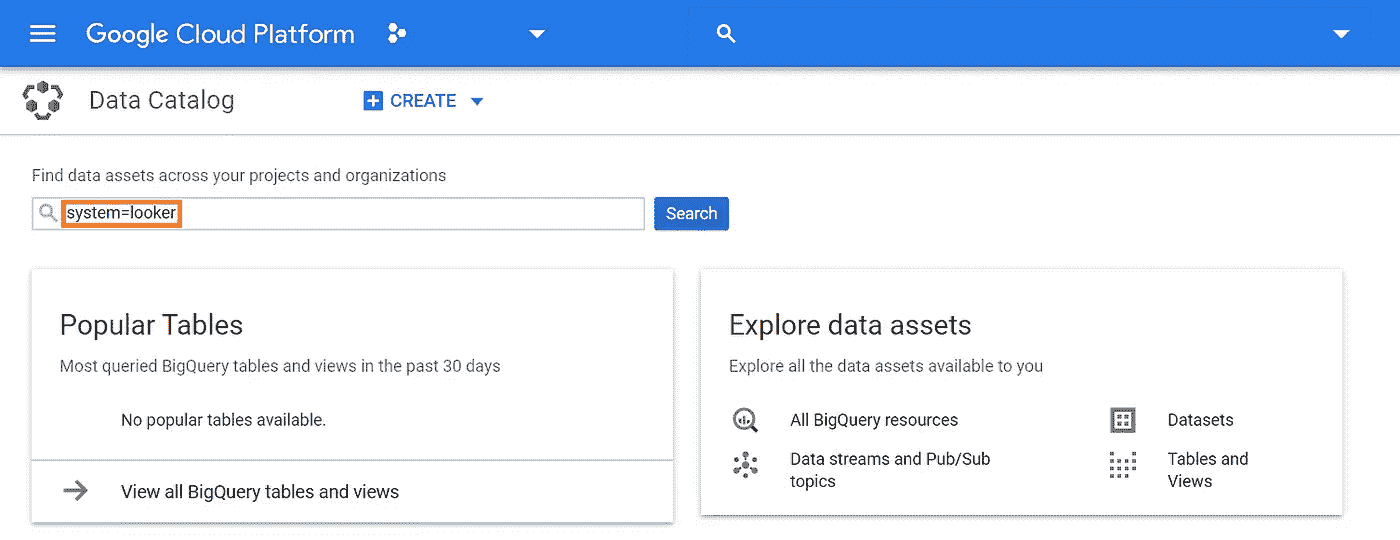 Google Cloud Platform
Data Catalog
CREATE
Find data assets across your projects and organizations
system=looker
Search
Popular Tables
Most queried BigQuery tables and views in the past 30 days
No popular tables available.
View all BigQuery tables and views
Explore data assets
Explore all the data assets available to you
All BigQuery resources
Datasets
Data streams and Pub/Sub
topics
Tables and
Views